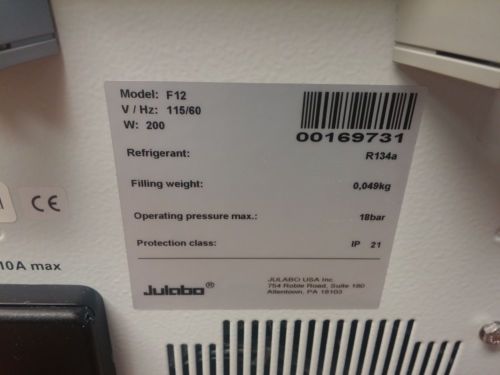 Model: F12
V / Hz: 115/60
W: 200
00169731
Refrigerant: R134a
Filling weight: 0,049kg
Operating pressure max.: 18bar
Protection class: IP 21
CE
10A max
Julabo®
JULABO USA Inc.
754 Roble Road, Suite 180
Allentown, PA 18103